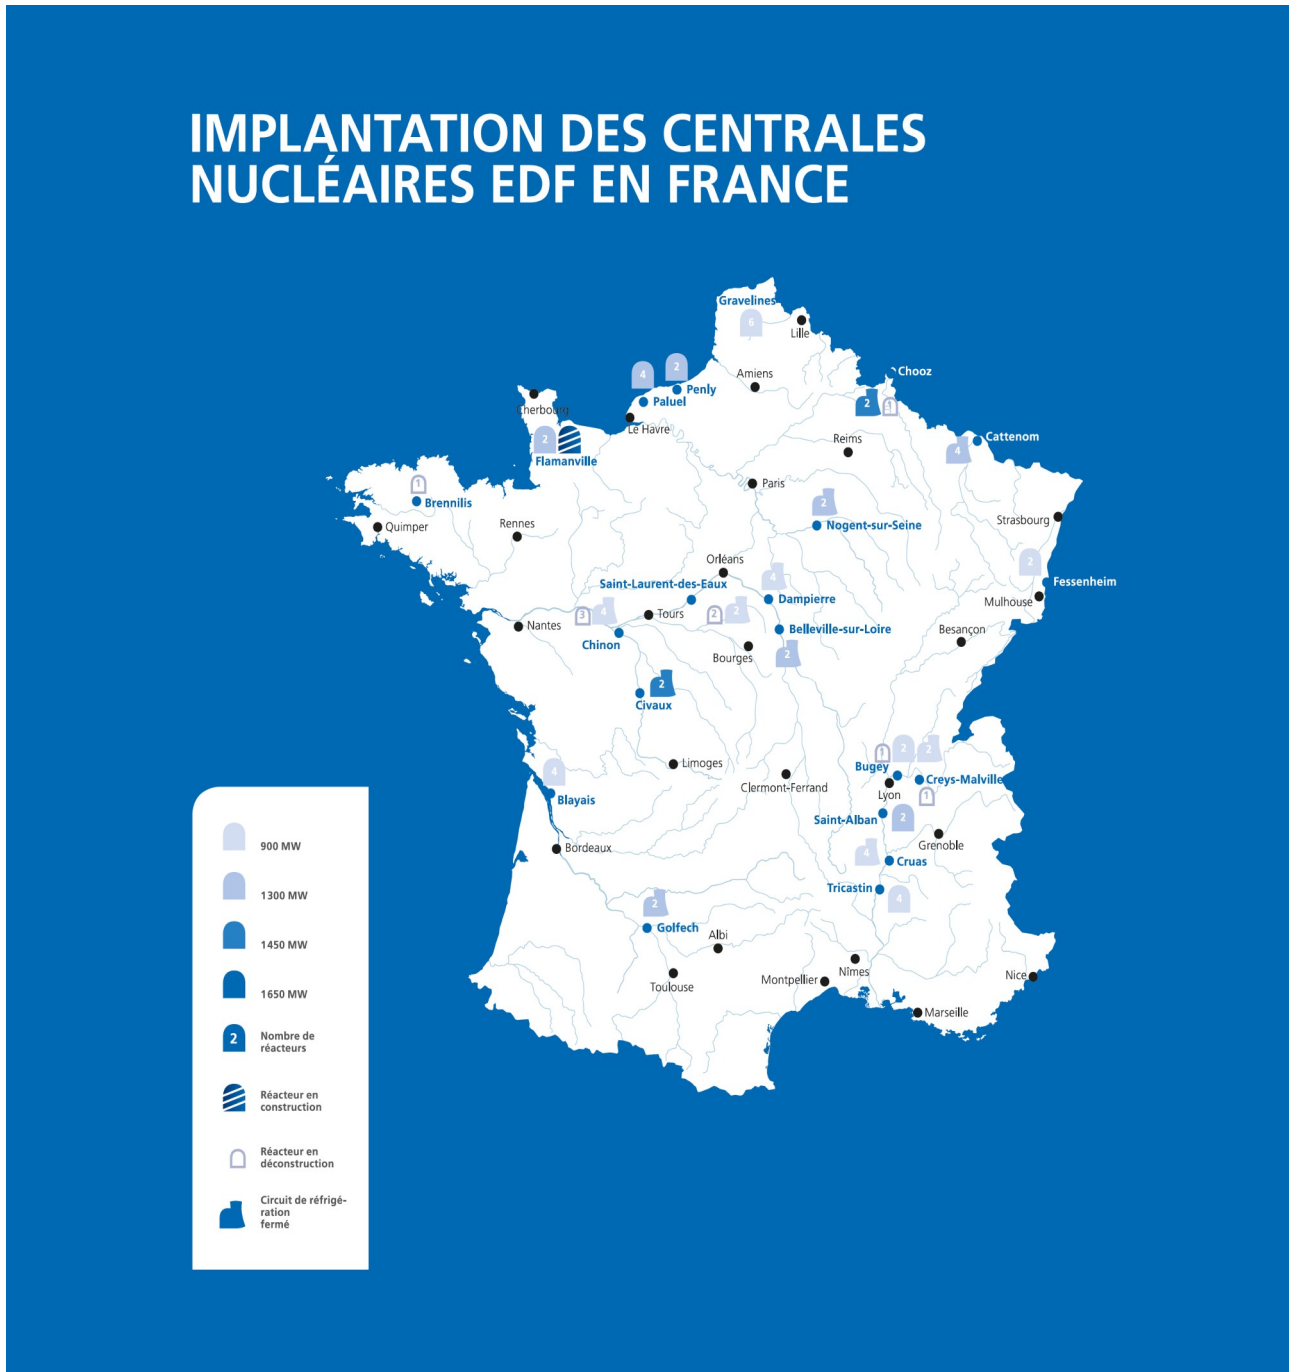 IMPLANTATION DES CENTRALES
NUCLÉAIRES EDF EN FRANCE
Gravelines
6
Lille
4
2
Penly
Paluel
Amiens
Chooz
Cherbourg
Le Havre
2
1
2
Flamanville
Reims
Cattenom
4
1
Brennilis
Paris
2
Nogent-sur-Seine
Strasbourg
Quimper
Rennes
Orléans
2
Fessenheim
Saint-Laurent-des-Eaux
4
Dampierre
Mulhouse
3
4
Tours
2
2
Nantes
Chinon
Belleville-sur-Loire
Besançon
Bourges
2
2
Civaux
1
2
2
Limoges
Bugey
Creys-Malville
4
Blayais
Clermont-Ferrand
Lyon
1
Saint-Alban
2
Bordeaux
Grenoble
4
Cruas
Tricastin
4
2
Golfech
Albi
Toulouse
Montpellier
Nîmes
Nice
Marseille
900 MW
1300 MW
1450 MW
1650 MW
2
Nombre de
réacteurs
Réacteur en
construction
Réacteur en
déconstruction
Circuit de réfrigé-
ration
fermé